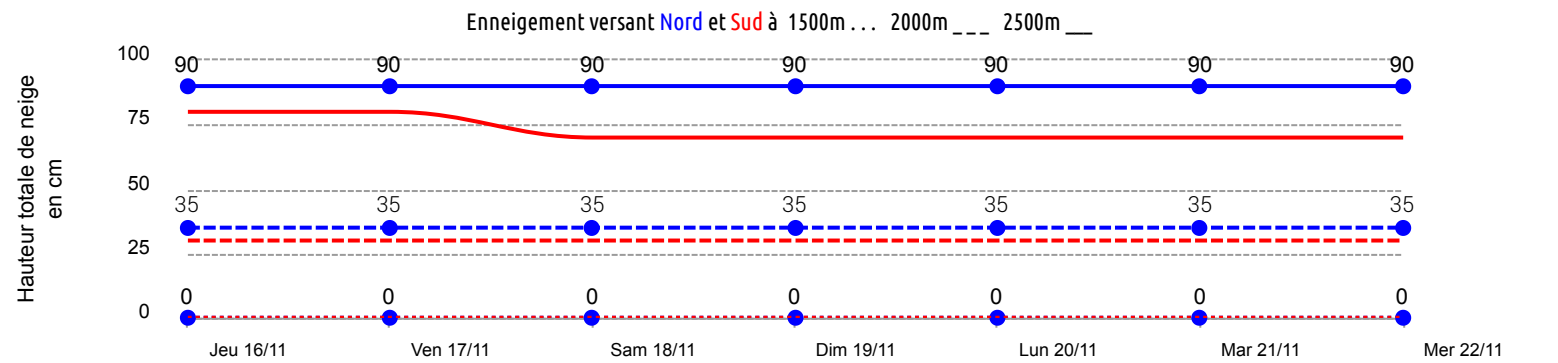 Enneigement versant Nord et Sud à 1500m . . . 2000m _ _ _ 2500m __
Hauteur totale de neige
en cm
100
90 90 90 90 90 90 90
75
50
35 35 35 35 35 35 35
25
0 0 0 0 0 0 0
0
Jeu 16/11 Ven 17/11 Sam 18/11 Dim 19/11 Lun 20/11 Mar 21/11 Mer 22/11